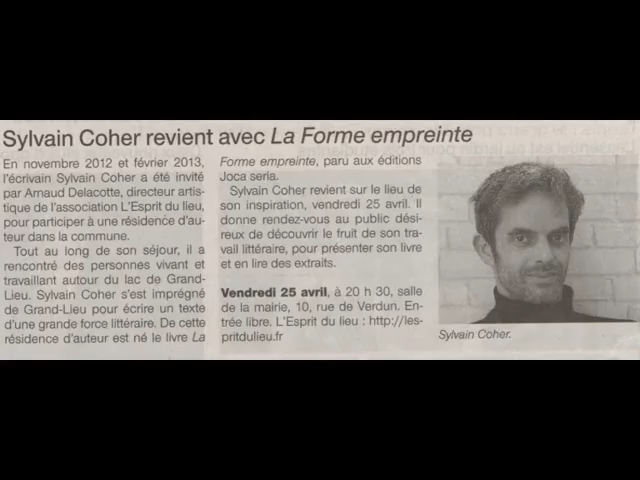 Sylvain Coher revient avec La Forme empreinte
En novembre 2012 et février 2013,
l'écrivain Sylvain Coher a été invité
par Arnaud Delacotte, directeur artis-
tique de l'association L'Esprit du lieu,
pour participer à une résidence d'au-
teur dans la commune.
Tout au long de son séjour, il a
rencontré des personnes vivant et
travaillant autour du lac de Grand-
Lieu. Sylvain Coher s'est imprégné
de Grand-Lieu pour écrire un texte
d'une grande force littéraire. De cette
résidence d'auteur est né le livre La
Forme empreinte, paru aux éditions
Joca seria.
Sylvain Coher revient sur le lieu de
son inspiration, vendredi 25 avril. Il
donne rendez-vous au public dési-
reux de découvrir le fruit de son tra-
vail littéraire, pour présenter son livre
et en lire des extraits.
Vendredi 25 avril, à 20 h 30, salle
de la mairie, 10, rue de Verdun. En-
trée libre. L'Esprit du lieu : http://les-
pritdulieu.fr
Sylvain Coher.